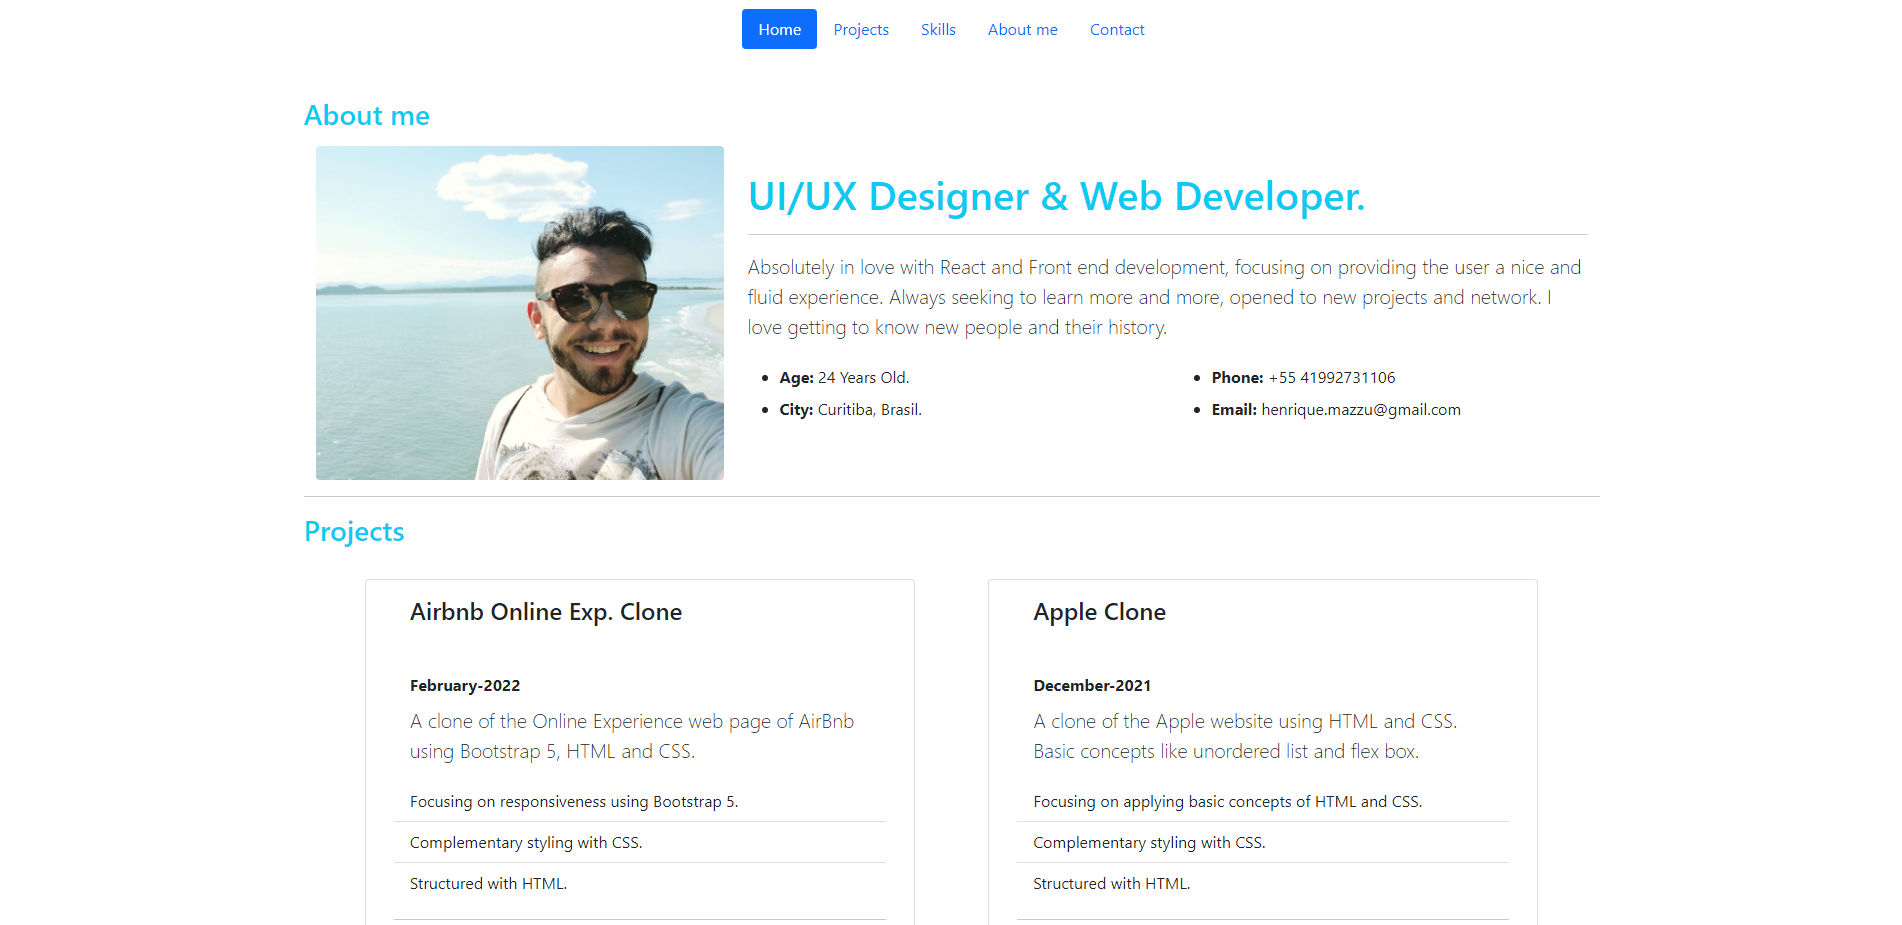 Home Projects Skills About me Contact
About me
UI/UX Designer & Web Developer.
Absolutely in love with React and Front end development, focusing on providing the user a nice and
fluid experience. Always seeking to learn more and more, opened to new projects and network. I
love getting to know new people and their history.
Age: 24 Years Old.
City: Curitiba, Brasil.
Phone: +55 41992731106
Email: henrique.mazzu@gmail.com
Projects
Airbnb Online Exp. Clone
February-2022
A clone of the Online Experience web page of AirBnb
using Bootstrap 5, HTML and CSS.
Focusing on responsiveness using Bootstrap 5.
Complementary styling with CSS.
Structured with HTML.
Apple Clone
December-2021
A clone of the Apple website using HTML and CSS.
Basic concepts like unordered list and flex box.
Focusing on applying basic concepts of HTML and CSS.
Complementary styling with CSS.
Structured with HTML.